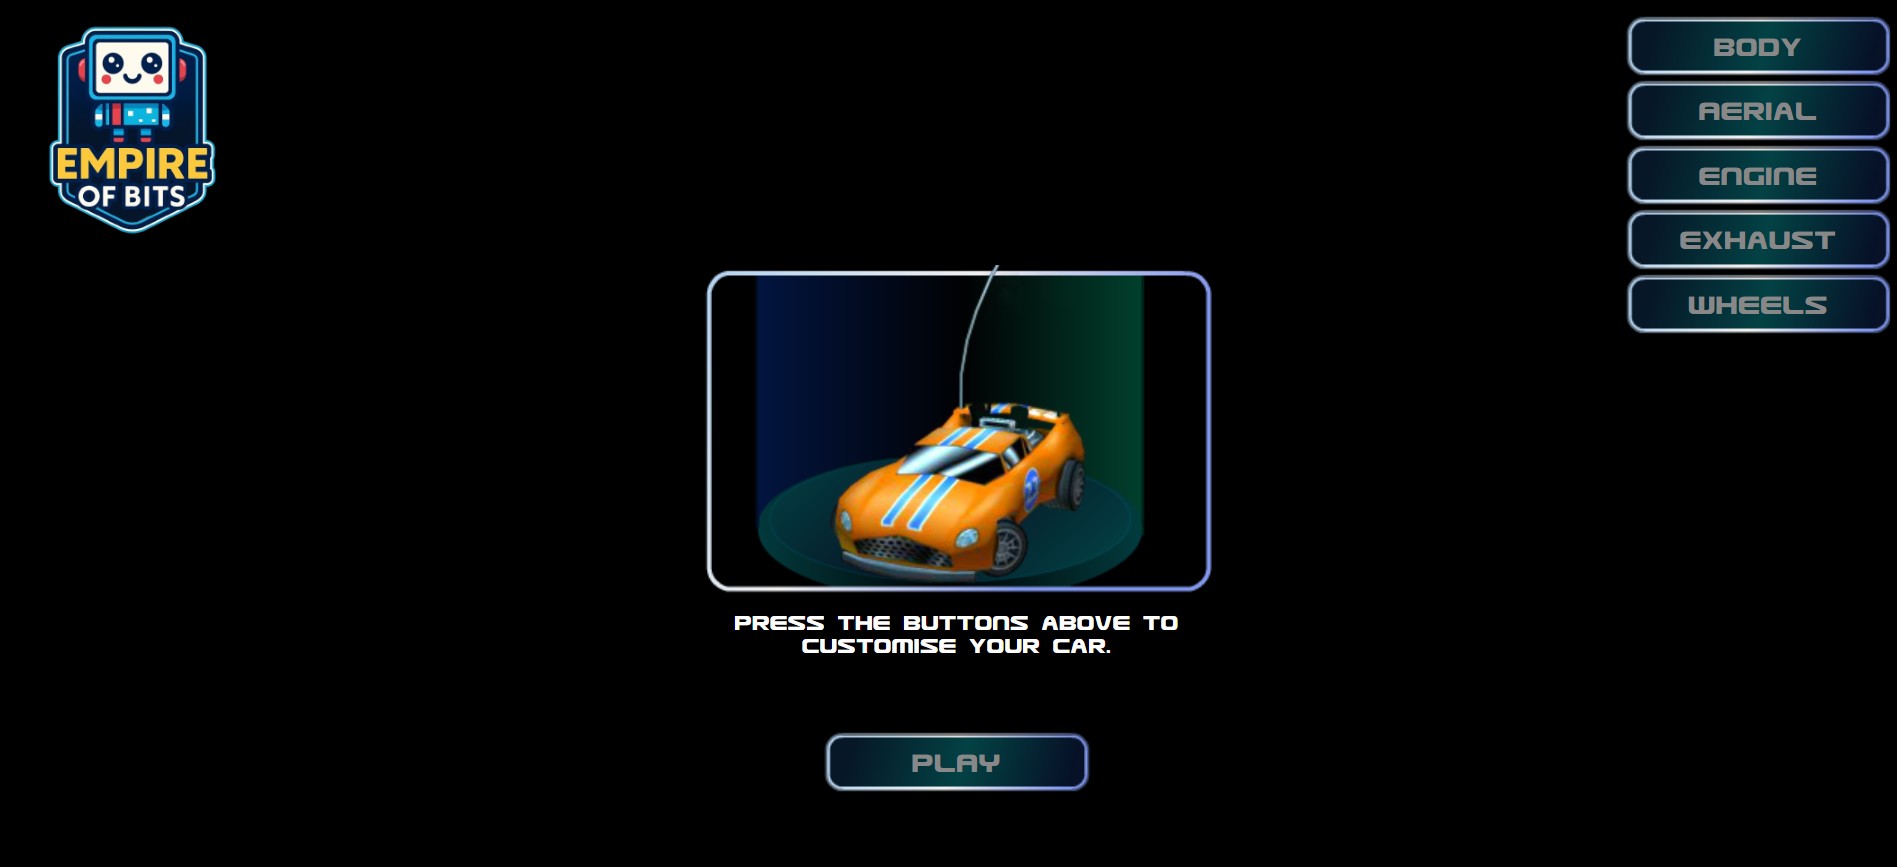 EMPIRE
OF BITS
BODY
AERIAL
ENGINE
EXHAUST
WHEELS
PRESS THE BUTTONS ABOVE TO
CUSTOMISE YOUR CAR.
PLAY